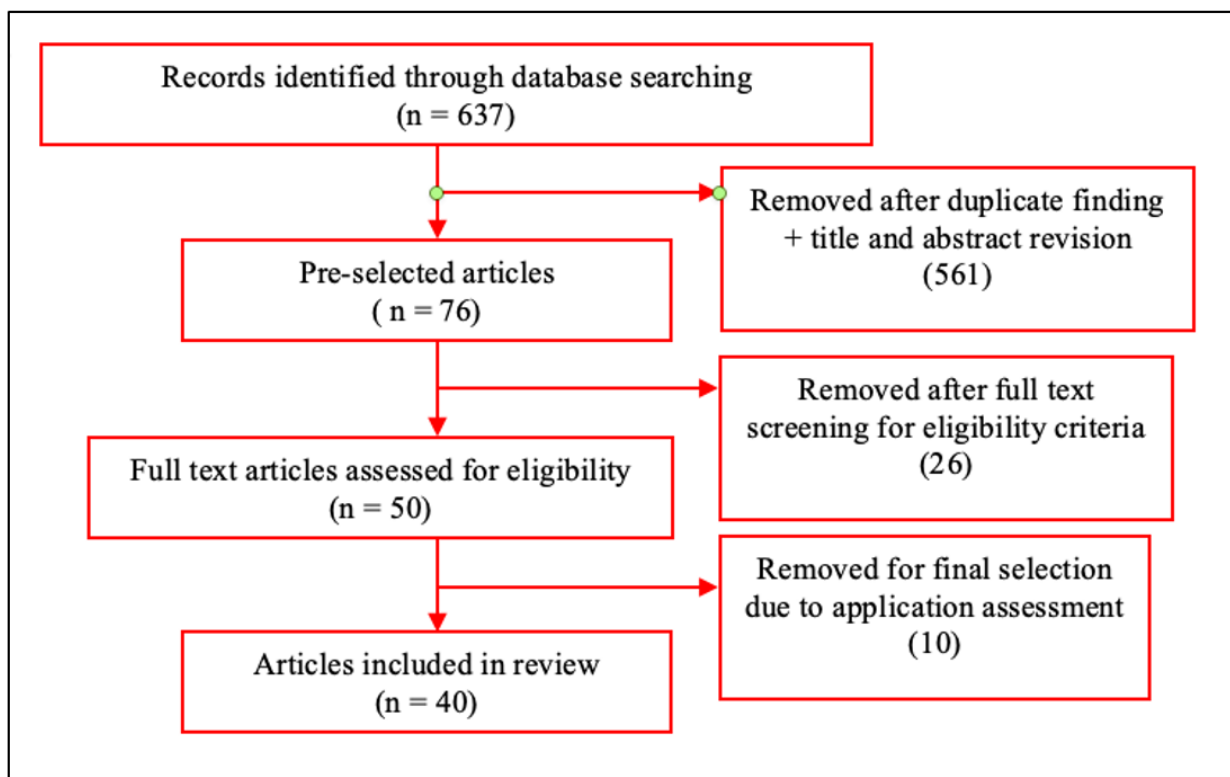 Records identified through database searching
(n = 637)
Removed after duplicate finding
+ title and abstract revision
(561)
Pre-selected articles
( n = 76)
Removed after full text
screening for eligibility criteria
(26)
Full text articles assessed for eligibility
(n = 50)
Removed for final selection
due to application assessment
(10)
Articles included in review
(n = 40)